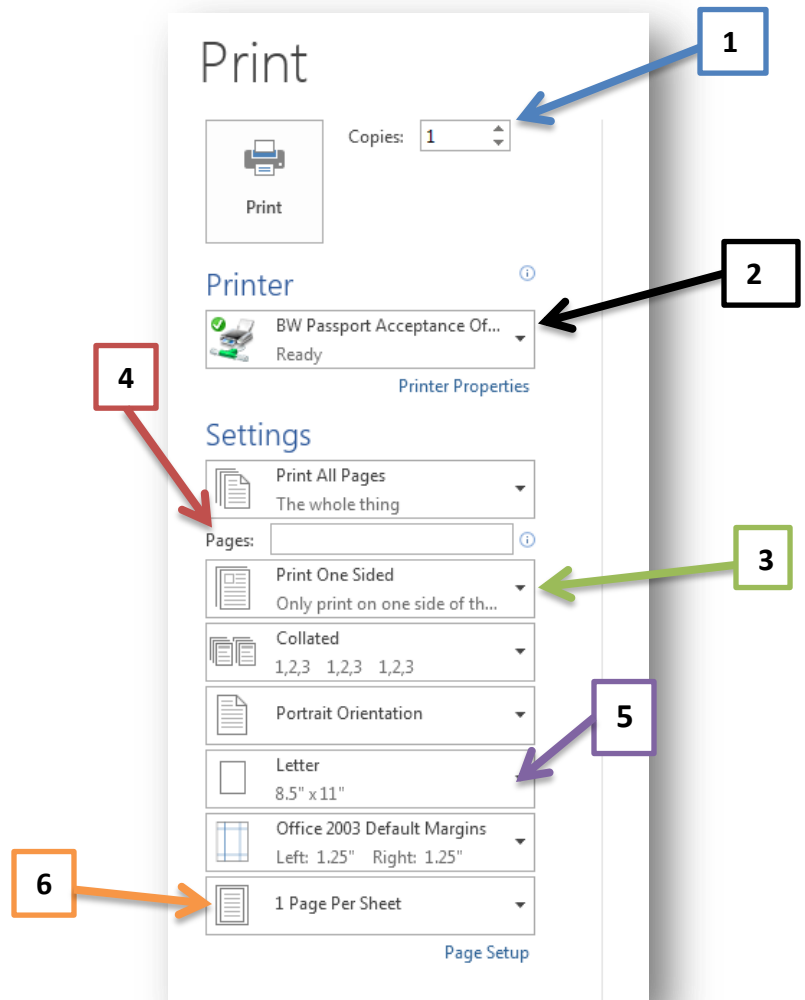 Print
1
Copies: 1
Print
2
Printer
BW Passport Acceptance Of...
Ready
Printer Properties
4
Settings
Print All Pages
The whole thing
Pages:
3
Print One Sided
Only print on one side of th...
Collated
1,2,3 1,2,3 1,2,3
5
Portrait Orientation
Letter
8.5" x 11"
Office 2003 Default Margins
Left: 1.25" Right: 1.25"
6
1 Page Per Sheet
Page Setup